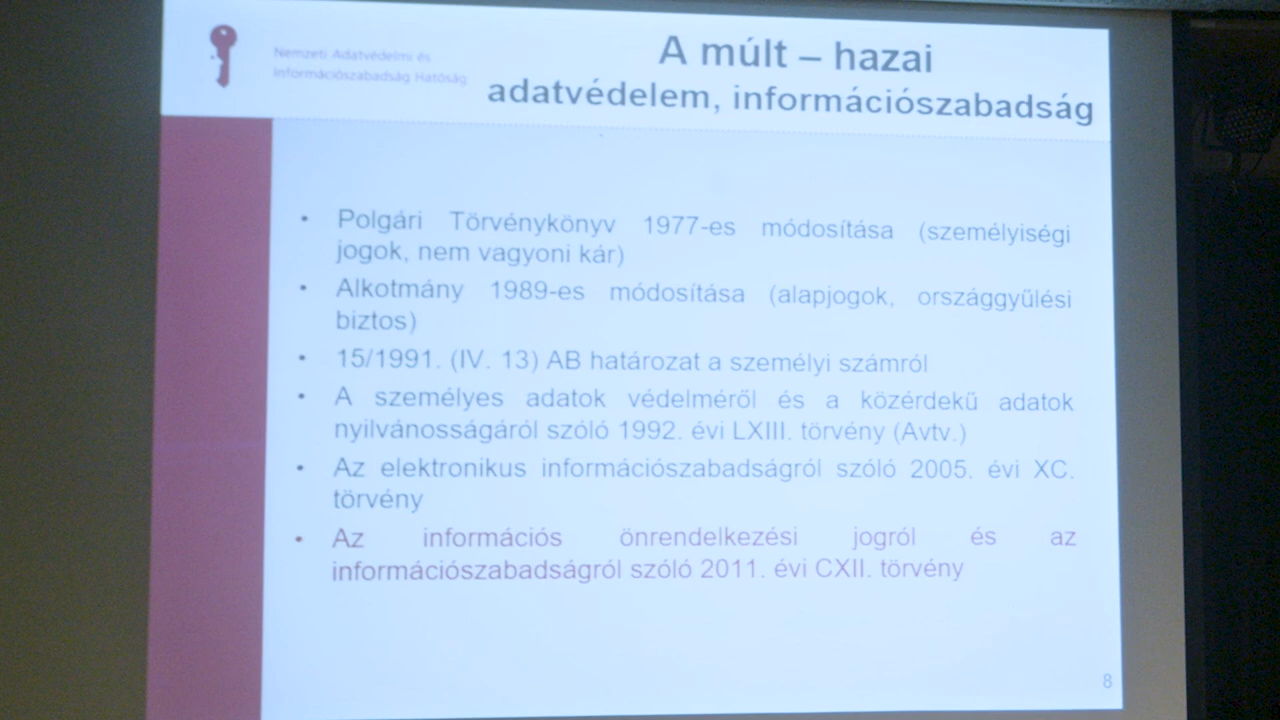 Nemzeti Adatvédelmi és
Információszabadság Hatóság
A múlt – hazai
adatvédelem, információszabadság
• Polgári Törvénykönyv 1977-es módosítása (személyiségi
jogok, nem vagyoni kár)
• Alkotmány 1989-es módosítása (alapjogok, országgyűlési
biztos)
• 15/1991. (IV. 13) AB határozat a személyi számról
• A személyes adatok védelméről és a közérdekű adatok
nyilvánosságáról szóló 1992. évi LXIII. törvény (Avtv.)
• Az elektronikus információszabadságról szóló 2005. évi XC.
törvény
• Az információs önrendelkezési jogról és az
információszabadságról szóló 2011. évi CXII. törvény
8